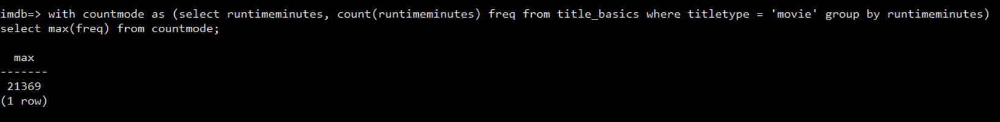 imdb=> with countmode as (select runtimeminutes, count(runtimeminutes) freq from title_basics where titletype = 'movie' group by runtimeminutes)
select max(freq) from countmode;
max
-------
21369
(1 row)